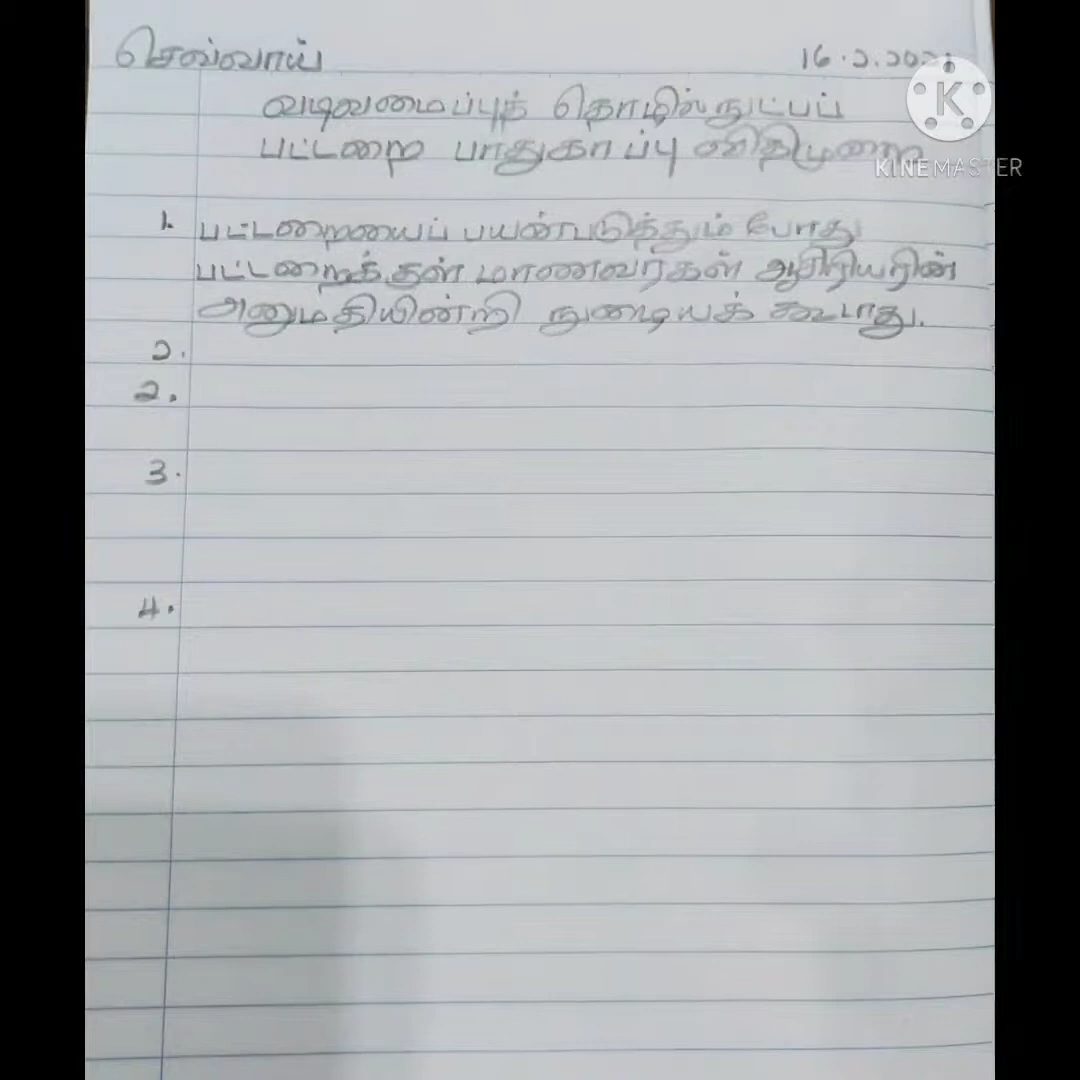 செவ்வாய் 16.2.2021
வடிவமைப்புத் தொழில்நுட்பப்
பட்டறை பாதுகாப்பு விதிமுறை
K
KINEMASTER
1. பட்டறையைப் பயன்படுத்தும் போது
பட்டறைக்குள் மாணவர்கள் ஆசிரியரின்
அனுமதியின்றி நுழையக் கூடாது.
2.
2.
3.
4.